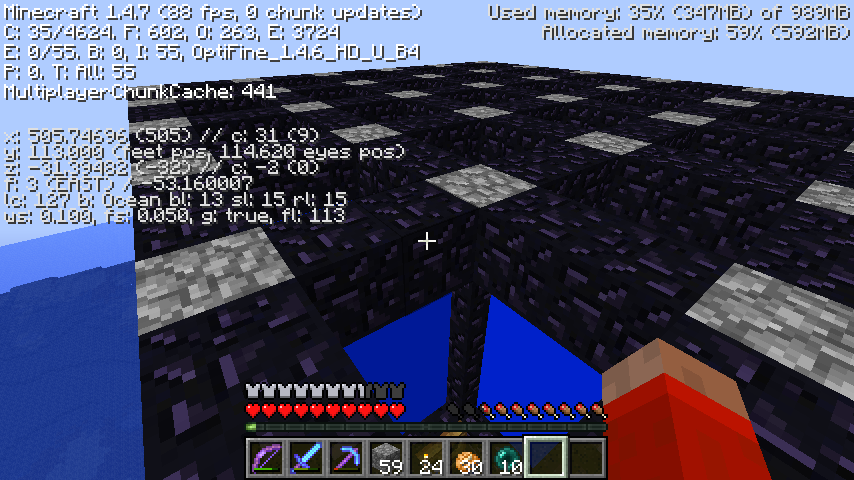 Minecraft 1.4.7 (88 fps, 0 chunk updates)
C: 35/4624, F: 602, O: 263, E: 3724
E: 0/55, B: 0, I: 55, OptiFine_1.4.6_HD_U_B4
P: 0, T: All: 55
MultiplayerChunkCache: 441
Used memory: 35% (347MB) of 989MB
Allocated memory: 59% (592MB)
x: 505.74696 (505) // c: 31 (9)
y: 113.000 (feet pos, 114.620 eyes pos)
z: (-32) // c: -2 (0)
f: 3 (EAST) / -53.160007
lc: 127 b: Ocean bl: 13 sl: 15 rl: 15
ws: 0.100, fs: 0.050, g: true, fl: 113
59 24 30 10